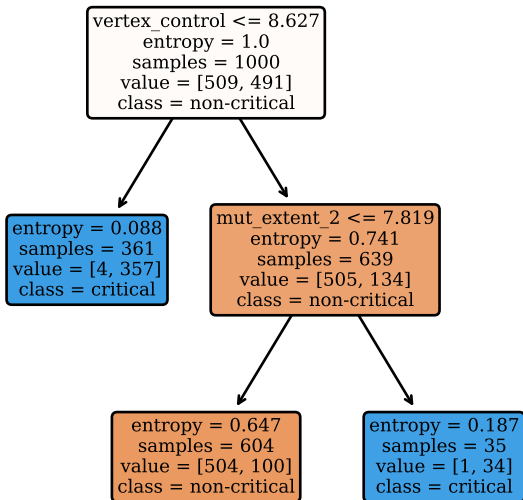 vertex_control <= 8.627
entropy = 1.0
samples = 1000
value = [509, 491]
class = non-critical
entropy = 0.088
samples = 361
value = [4, 357]
class = critical
mut_extent_2 <= 7.819
entropy = 0.741
samples = 639
value = [505, 134]
class = non-critical
entropy = 0.647
samples = 604
value = [504, 100]
class = non-critical
entropy = 0.187
samples = 35
value = [1, 34]
class = critical